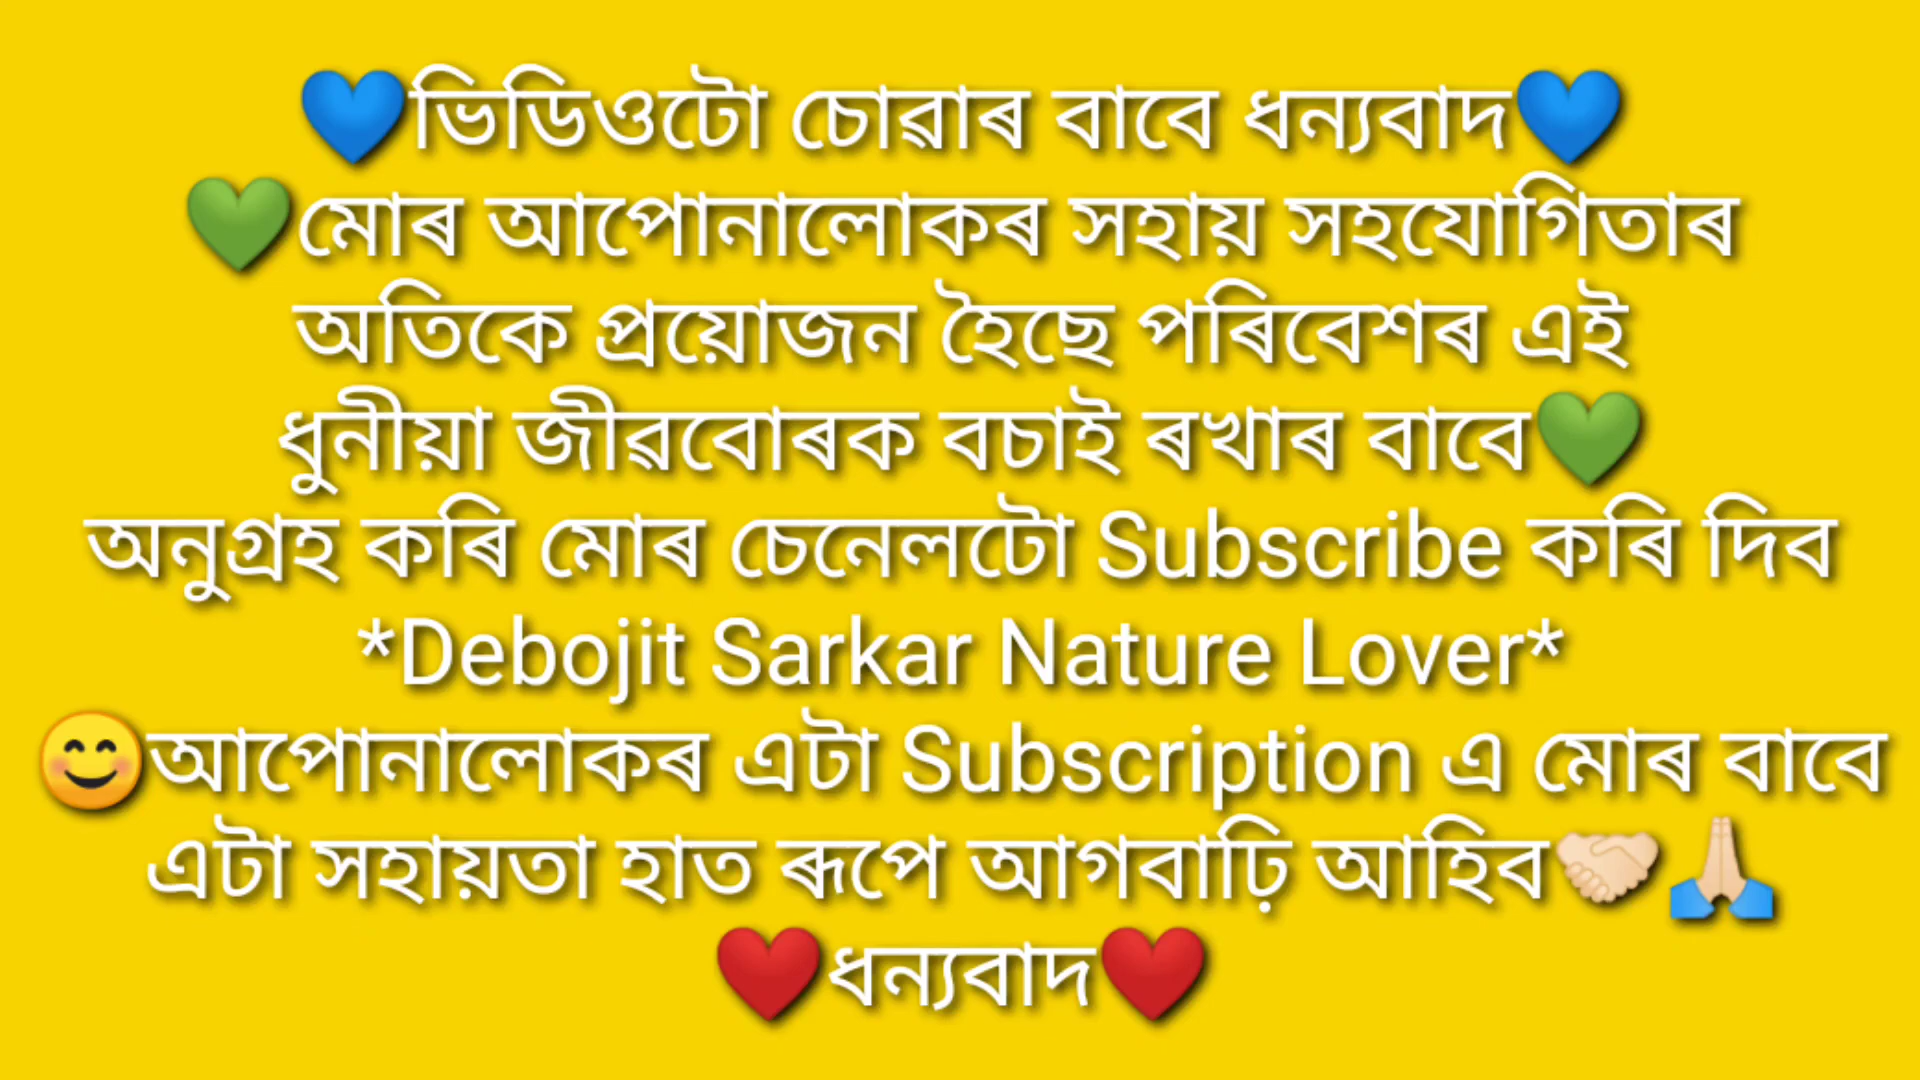 💙ভিডিওটো চোৱাৰ বাবে ধন্যবাদ💙
💚মোৰ আপোনালোকৰ সহায় সহযোগিতাৰ
অতিকে প্ৰয়োজন হৈছে পৰিবেশৰ এই
ধুনীয়া জীৱবোৰক বচাই ৰখাৰ বাবে💚
অনুগ্ৰহ কৰি মোৰ চেনেলটো Subscribe কৰি দিব
*Debojit Sarkar Nature Lover*
😊আপোনালোকৰ এটা Subscription এ মোৰ বাবে
এটা সহায়তা হাত ৰূপে আগবাঢ়ি আহিব🤝🏻🙏🏻
❤️ধন্যবাদ❤️